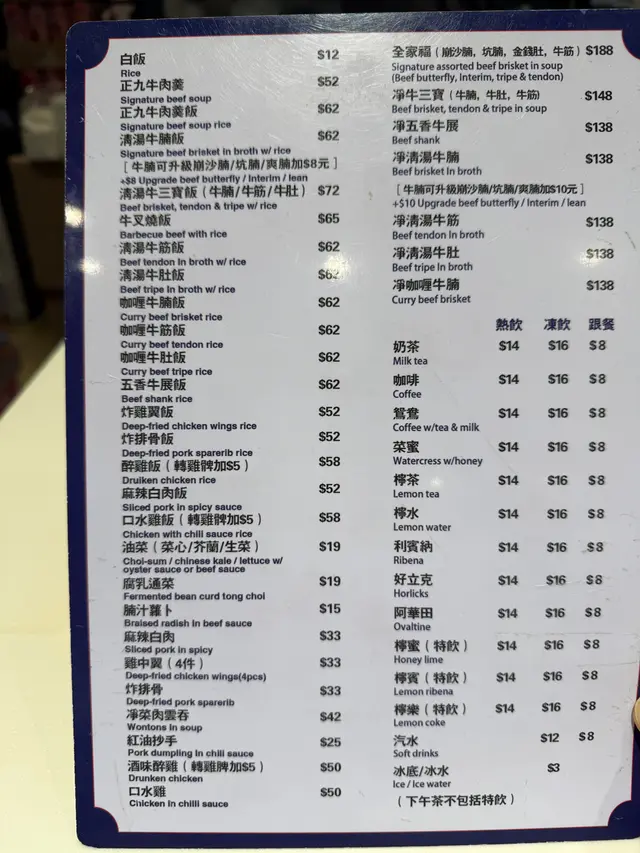 白飯 $12
Rice
正九牛肉羹 $52
Signature beef soup
正九牛肉羹飯 $62
Signature beef soup rice
清湯牛腩飯 $62
Signature beef brisket in broth w/ rice
[ 牛腩可升級崩沙腩/坑腩/爽腩加$8元 ]
+$8 Upgrade beef butterfly / Interim / lean
清湯牛三寶飯（牛腩/牛筋/牛肚） $72
Beef brisket, tendon & tripe w/ rice
牛叉燒飯 $65
Barbecue beef with rice
清湯牛筋飯 $62
Beef tendon In broth w/ rice
清湯牛肚飯 $62
Beef tripe In broth w/ rice
咖喱牛腩飯 $62
Curry beef brisket rice
咖喱牛筋飯 $62
Curry beef tendon rice
咖喱牛肚飯 $62
Curry beef tripe rice
五香牛展飯 $62
Beef shank rice
炸雞翼飯 $52
Deep-fried chicken wings rice
炸排骨飯 $52
Deep-fried pork sparerib rice
醉雞飯（轉雞髀加$5） $58
Druiken chicken rice
麻辣白肉飯 $52
Sliced pork in spicy sauce
口水雞飯（轉雞髀加$5） $58
Chicken with chill sauce rice
油菜（菜心/芥蘭/生菜） $19
Choi-sum / chinese kale / lettuce w/
oyster sauce or beef sauce
腐乳通菜 $19
Fermented bean curd tong choi
腩汁蘿卜 $15
Braised radish in beef sauce
麻辣白肉 $33
Sliced pork in spicy
雞中翼（4件） $33
Deep-fried chicken wings(4pcs)
炸排骨 $33
Deep-fried pork sparerib
凈菜肉雲吞 $42
Wontons in soup
紅油抄手 $25
Pork dumpling in chili sauce
酒味醉雞（轉雞髀加$5） $50
Drunken chicken
口水雞 $50
Chicken in chilli sauce
全家福（崩沙腩, 坑腩, 金錢肚, 牛筋） $188
Signature assorted beef brisket in soup
(Beef butterfly, Interim, tripe & tendon)
凈牛三寶（牛腩, 牛肚, 牛筋） $148
Beef brisket, tendon & tripe in soup
凈五香牛展 $138
Beef shank
凈清湯牛腩 $138
Beef brisket In broth
[ 牛腩可升級崩沙腩/坑腩/爽腩加$10元 ]
+$10 Upgrade beef butterfly / Interim / lean
凈清湯牛筋 $138
Beef tendon In broth
凈清湯牛肚 $138
Beef tripe In broth
凈咖喱牛腩 $138
Curry beef brisket
熱飲 凍飲 跟餐
奶茶 $14 $16 $8
Milk tea
咖啡 $14 $16 $8
Coffee
鴛鴦 $14 $16 $8
Coffee w/tea & milk
菜蜜 $14 $16 $8
Watercress w/honey
檸茶 $14 $16 $8
Lemon tea
檸水 $14 $16 $8
Lemon water
利賓納 $14 $16 $8
Ribena
好立克 $14 $16 $8
Horlicks
阿華田 $14 $16 $8
Ovaltine
檸蜜（特飲） $14 $16 $8
Honey lime
檸賓（特飲） $14 $16 $8
Lemon ribena
檸樂（特飲） $14 $16 $8
Lemon coke
汽水 $12 $8
Soft drinks
冰底/冰水 $3
Ice / Ice water
（下午茶不包括特飲）